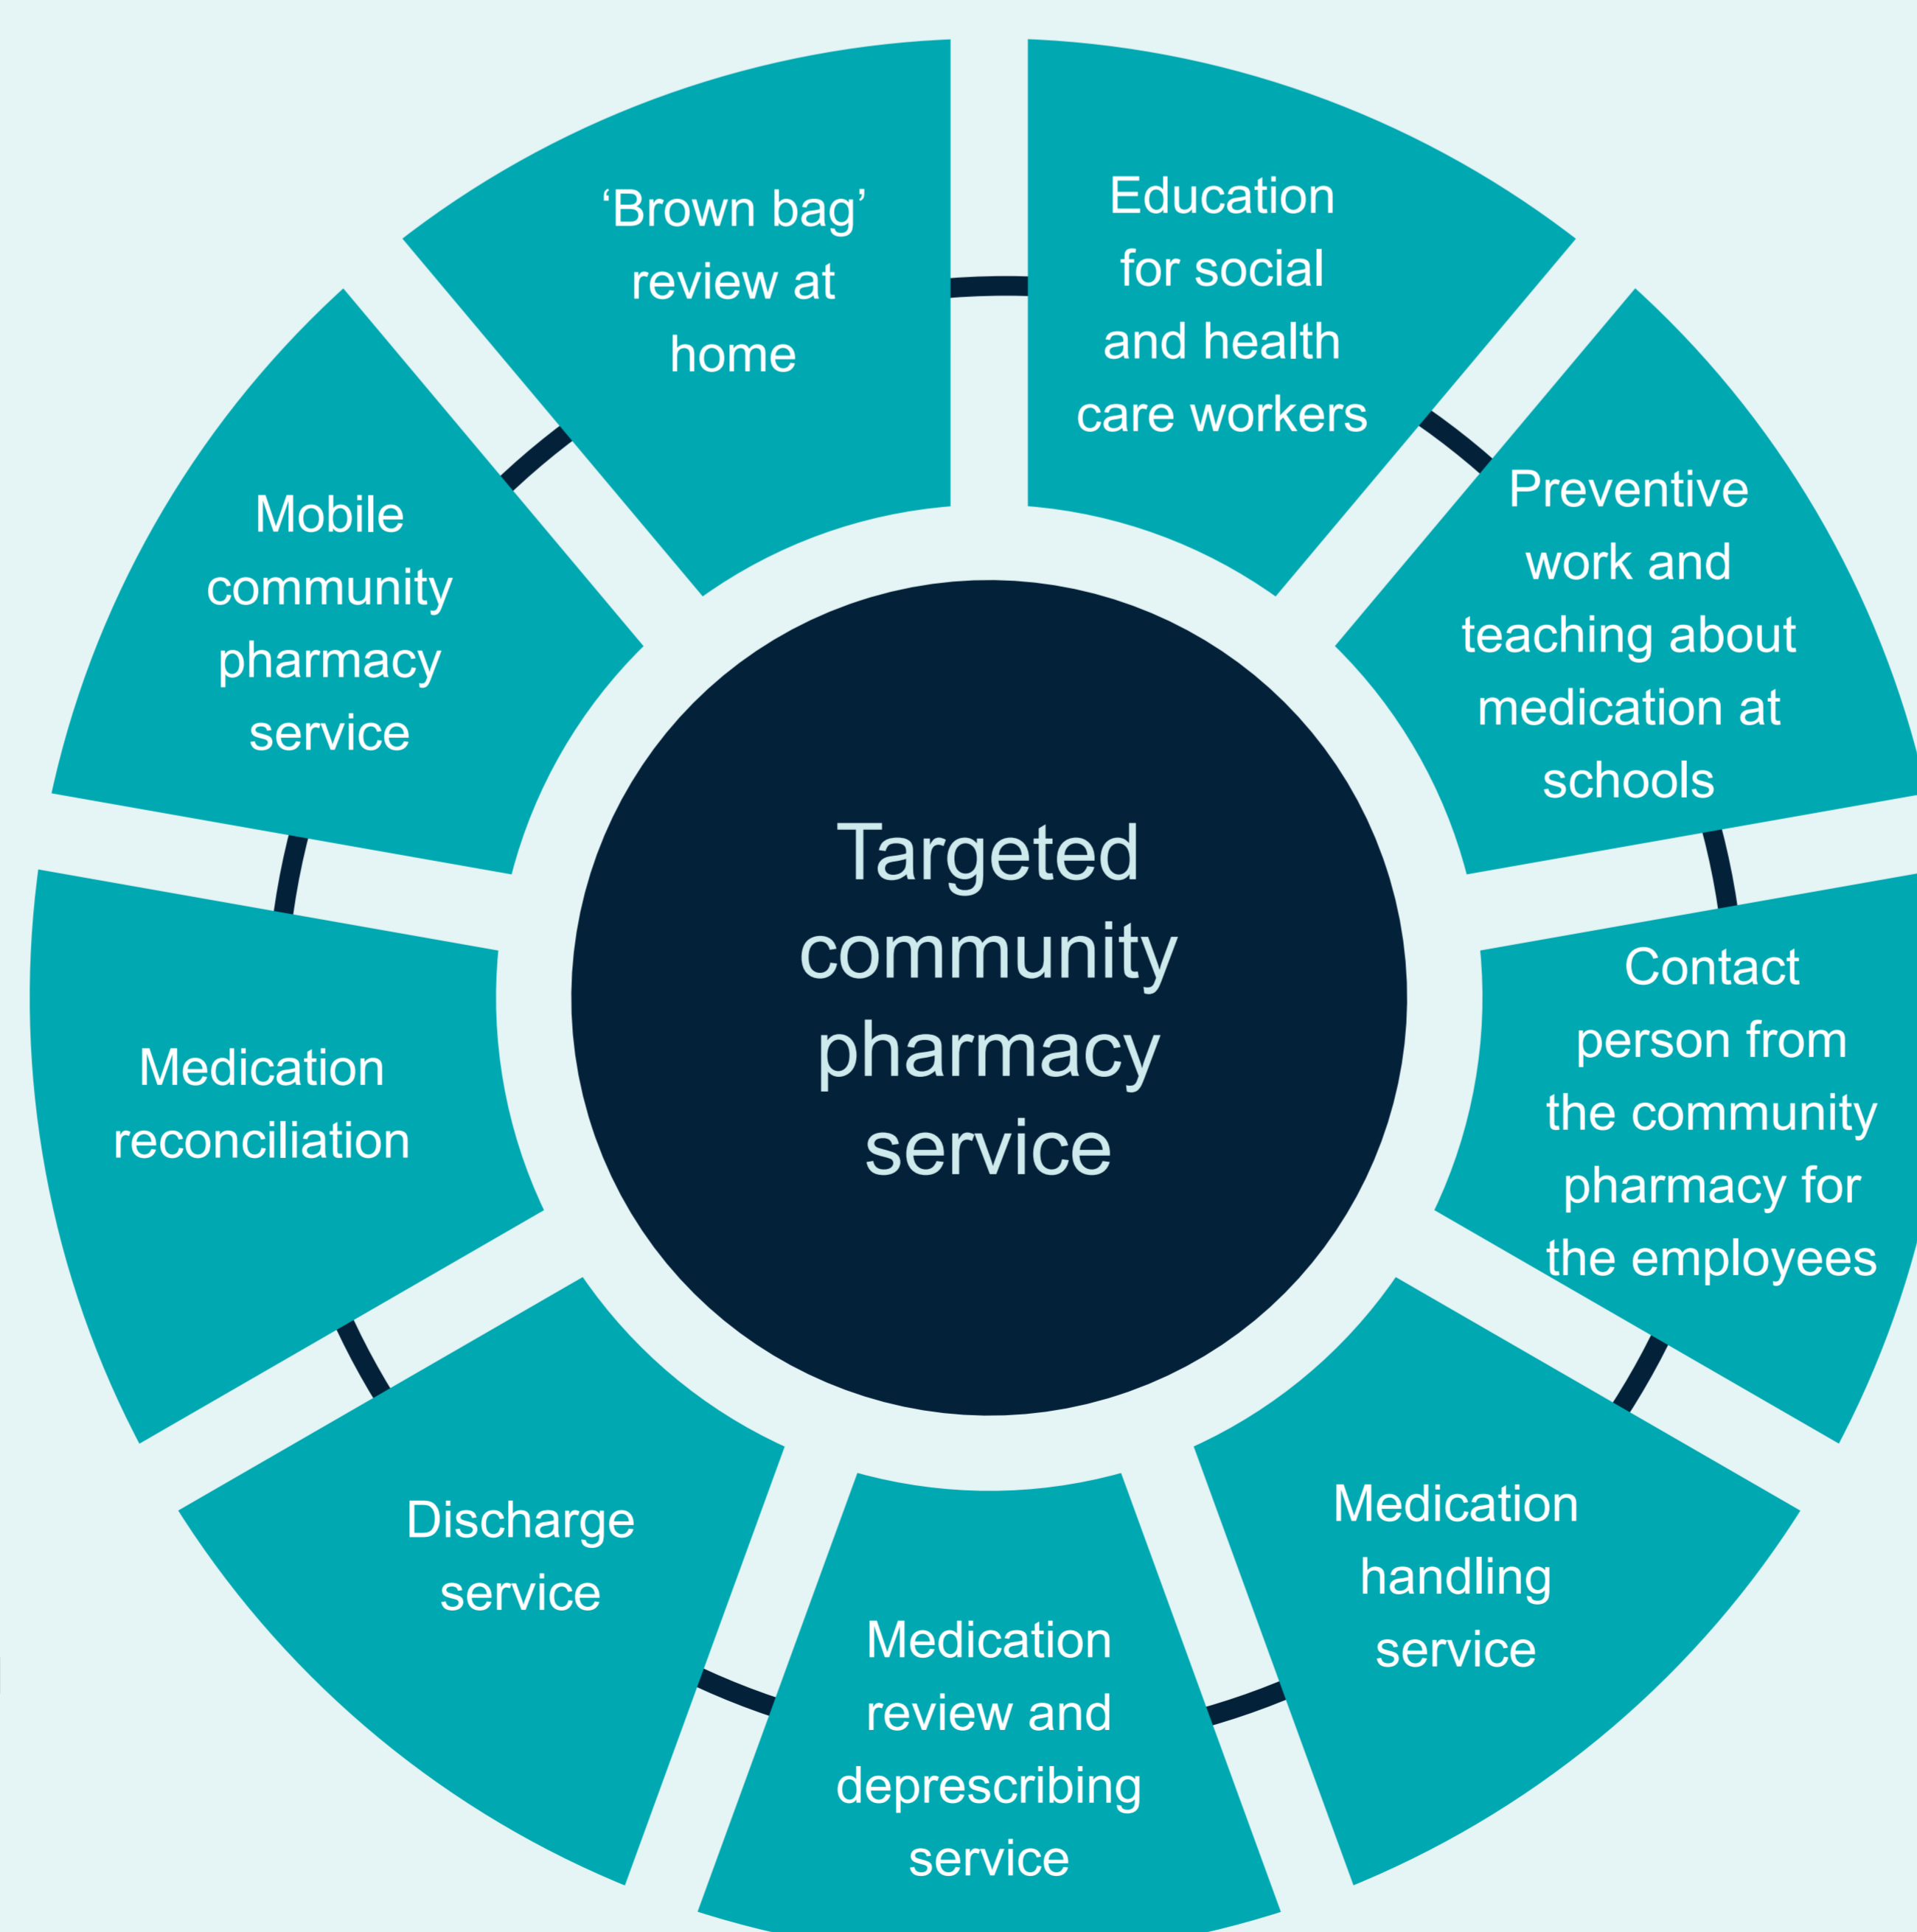 ‘Brown bag’
review at
home
Education
for social
and health
care workers
Preventive
work and
teaching about
medication at
schools
Contact
person from
the community
pharmacy for
the employees
Medication
handling
service
Medication
review and
deprescribing
service
Discharge
service
Medication
reconciliation
Mobile
community
pharmacy
service
Targeted
community
pharmacy
service